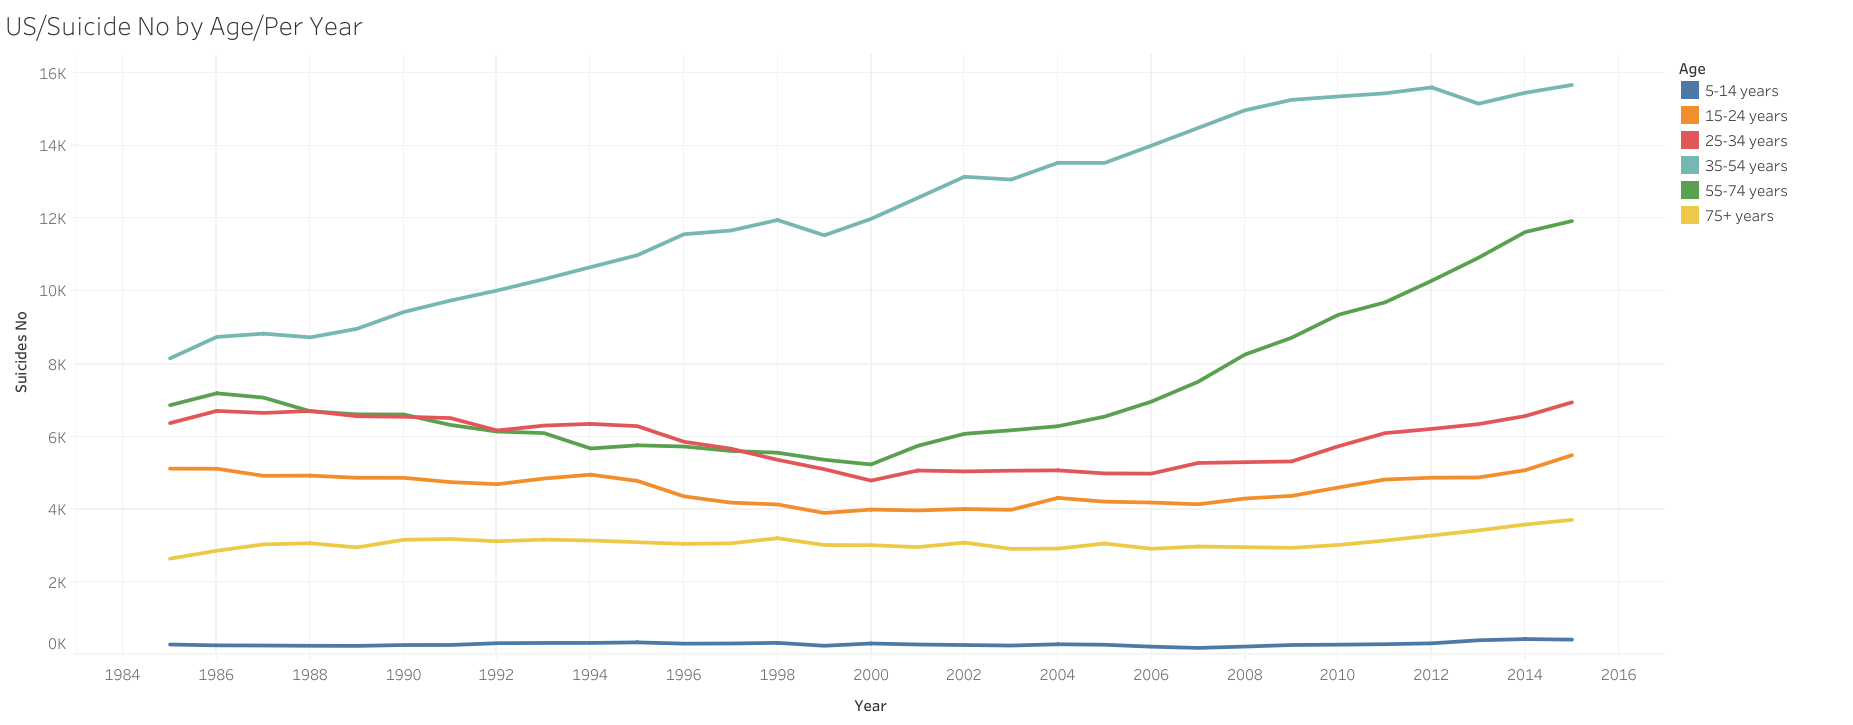 US/Suicide No by Age/Per Year
Age
5-14 years
15-24 years
25-34 years
35-54 years
55-74 years
75+ years
Suicides No
16K
14K
12K
10K
8K
6K
4K
2K
0K
1984 1986 1988 1990 1992 1994 1996 1998 2000 2002 2004 2006 2008 2010 2012 2014 2016
Year